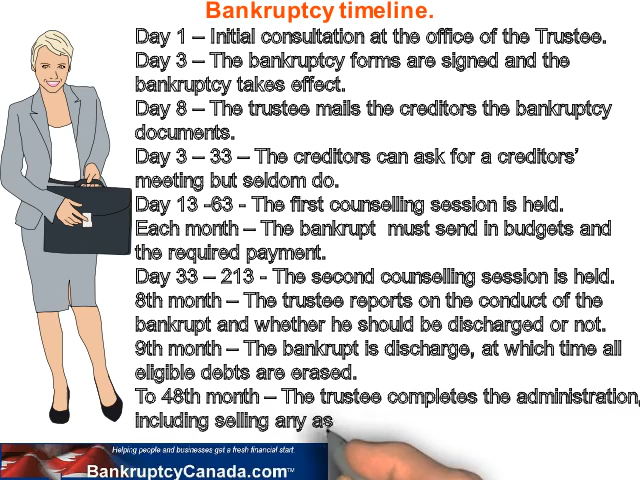 Bankruptcy timeline.
Day 1 – Initial consultation at the office of the Trustee.
Day 3 – The bankruptcy forms are signed and the
bankruptcy takes effect.
Day 8 – The trustee mails the creditors the bankruptcy
documents.
Day 3 – 33 – The creditors can ask for a creditors’
meeting but seldom do.
Day 13 -63 - The first counselling session is held.
Each month – The bankrupt must send in budgets and
the required payment.
Day 33 – 213 - The second counselling session is held.
8th month – The trustee reports on the conduct of the
bankrupt and whether he should be discharged or not.
9th month – The bankrupt is discharge, at which time all
eligible debts are erased.
To 48th month – The trustee completes the administration,
including selling any as
Helping people and businesses get a fresh financial start.
BankruptcyCanada.com™